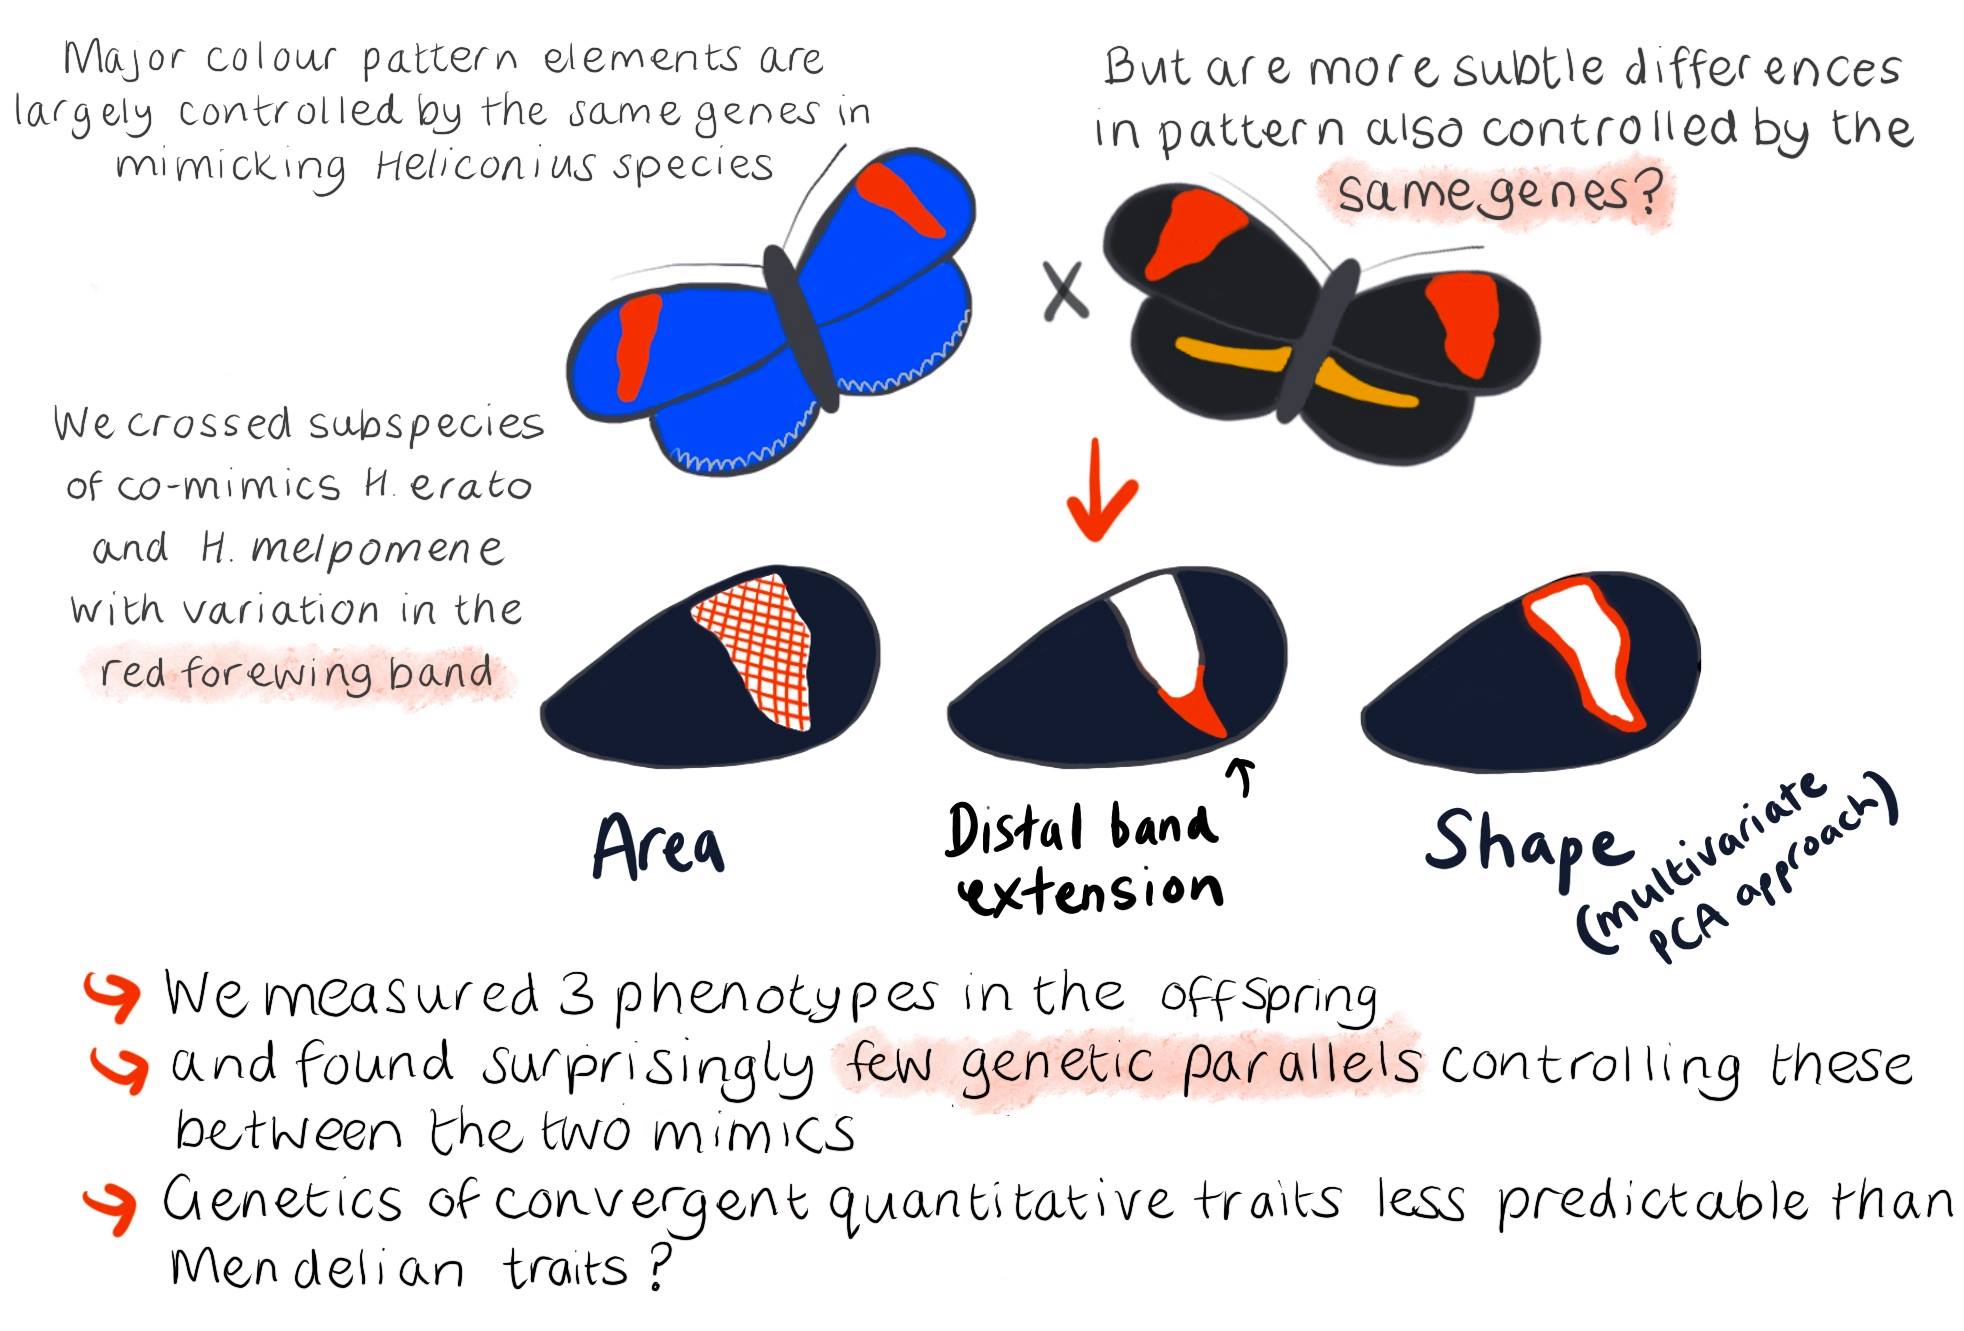 Major colour pattern elements are
largely controlled by the same genes in
mimicking Heliconius species
But are more subtle differences
in pattern also controlled by the
same genes?
X
We crossed subspecies
of co-mimics H. erato
and H. melpomene
with variation in the
red forewing band
Area
Distal band
extension
Shape
(multivariate
PCA approach)
We measured 3 phenotypes in the offspring
and found surprisingly few genetic parallels controlling these
between the two mimics
Genetics of convergent quantitative traits less predictable than
Mendelian traits?